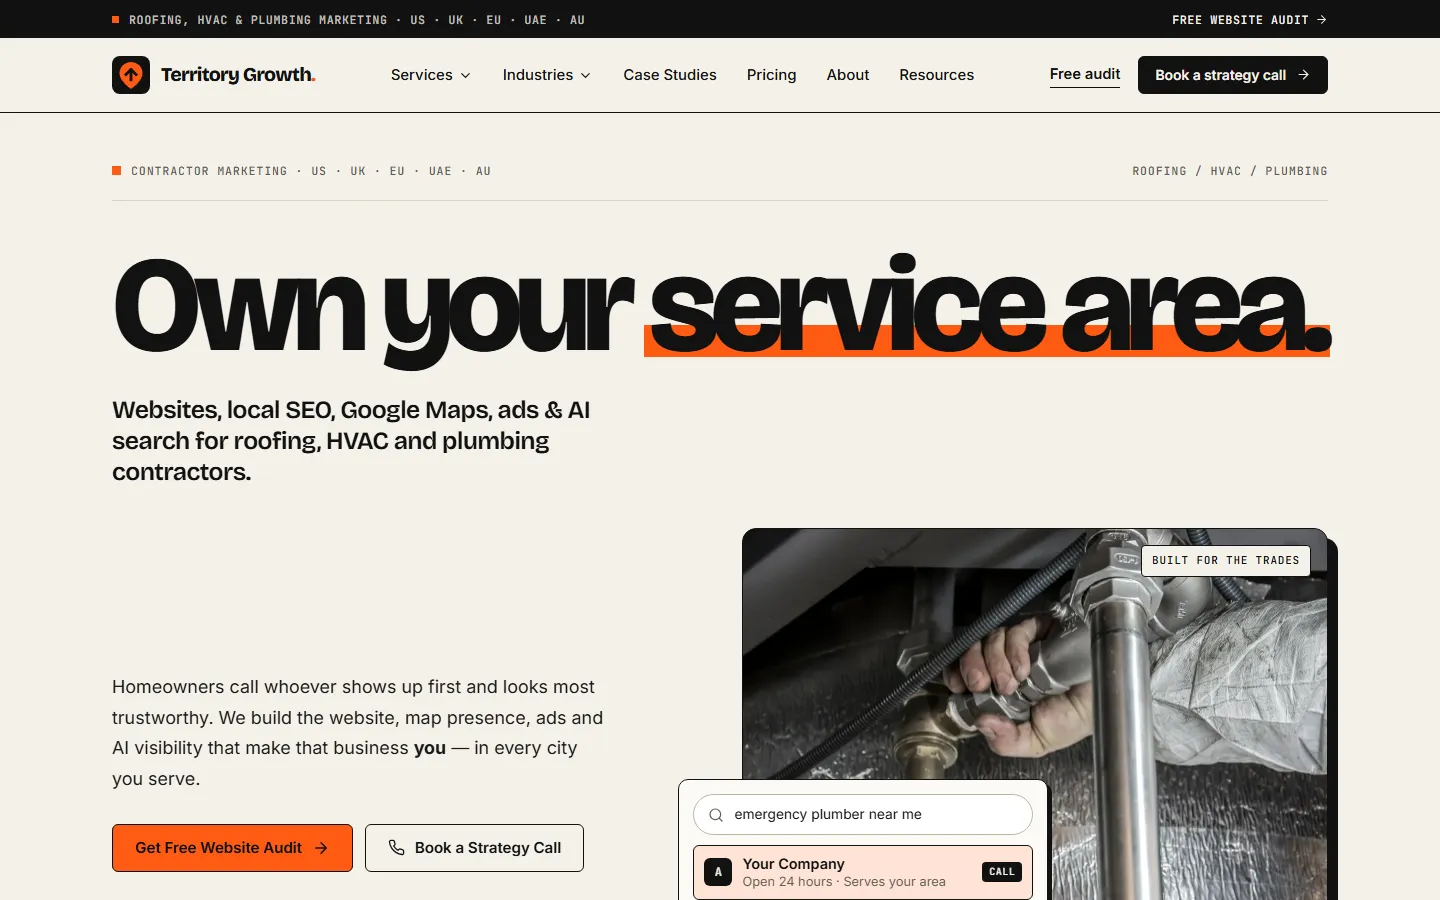 ROOFING, HVAC & PLUMBING MARKETING · US · UK · EU · UAE · AU
FREE WEBSITE AUDIT →
Territory Growth.
Services
Industries
Case Studies
Pricing
About
Resources
Free audit
Book a strategy call →
CONTRACTOR MARKETING · US · UK · EU · UAE · AU
ROOFING / HVAC / PLUMBING
Own your service area.
Websites, local SEO, Google Maps, ads & AI
search for roofing, HVAC and plumbing
contractors.
BUILT FOR THE TRADES
Homeowners call whoever shows up first and looks most
trustworthy. We build the website, map presence, ads and
AI visibility that make that business you — in every city
you serve.
Get Free Website Audit →
Book a Strategy Call
emergency plumber near me
A
Your Company
Open 24 hours · Serves your area
CALL